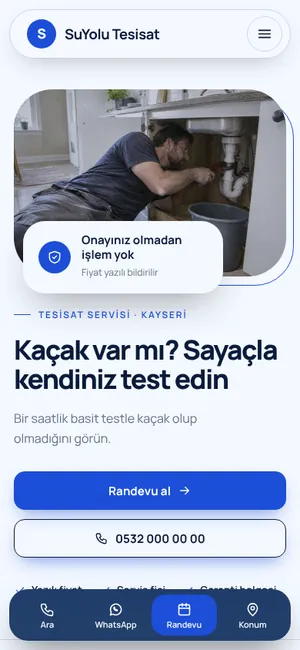 S SuYolu Tesisat
Onayınız olmadan
işlem yok
Fiyat yazılı bildirilir
TESİSAT SERVİSİ · KAYSERİ
Kaçak var mı? Sayaçla
kendiniz test edin
Bir saatlik basit testle kaçak olup
olmadığını görün.
Randevu al →
0532 000 00 00
Ara WhatsApp Randevu Konum